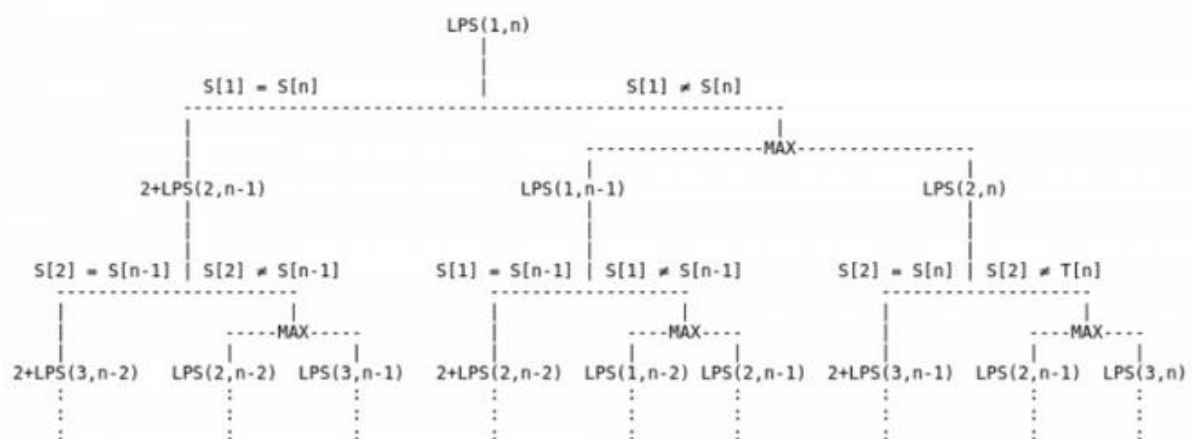 LPS(1,n)
S[1] = S[n] S[1] ≠ S[n]
MAX
2+LPS(2,n-1) LPS(1,n-1) LPS(2,n)
S[2] = S[n-1] S[2] ≠ S[n-1] S[1] = S[n-1] S[1] ≠ S[n-1] S[2] = S[n] S[2] ≠ T[n]
MAX MAX MAX
2+LPS(3,n-2) LPS(2,n-2) LPS(3,n-1) 2+LPS(2,n-2) LPS(1,n-2) LPS(2,n-1) 2+LPS(3,n-1) LPS(2,n-1) LPS(3,n)